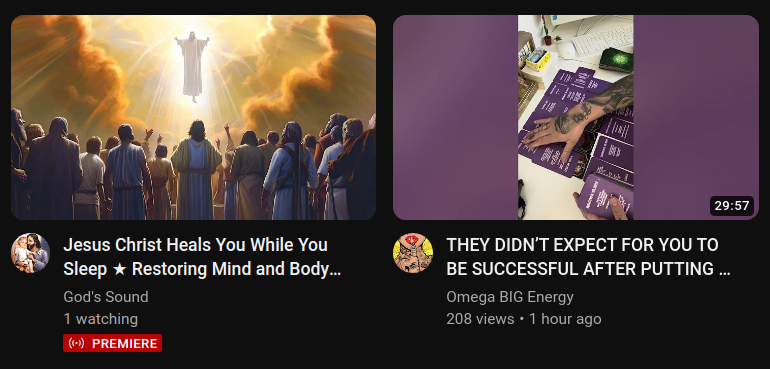 29:57
Jesus Christ Heals You While You
Sleep ★ Restoring Mind and Body...
God's Sound
1 watching
PREMIERE
THEY DIDN'T EXPECT FOR YOU TO
BE SUCCESSFUL AFTER PUTTING ...
Omega BIG Energy
208 views • 1 hour ago